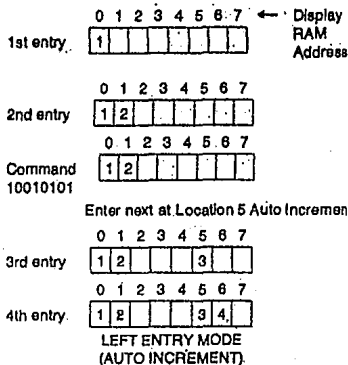 0 1 2 3 4 5 6 7 ← Display
RAM
Address
1st entry 1
0 1 2 3 4 5 6 7
2nd entry 1 2
0 1 2 3 4 5 6 7
Command 1 2
10010101
Enter next at Location 5 Auto Incremen
0 1 2 3 4 5 6 7
3rd entry 1 2 3
0 1 2 3 4 5 6 7
4th entry 1 2 3 4
LEFT ENTRY MODE
(AUTO INCREMENT)